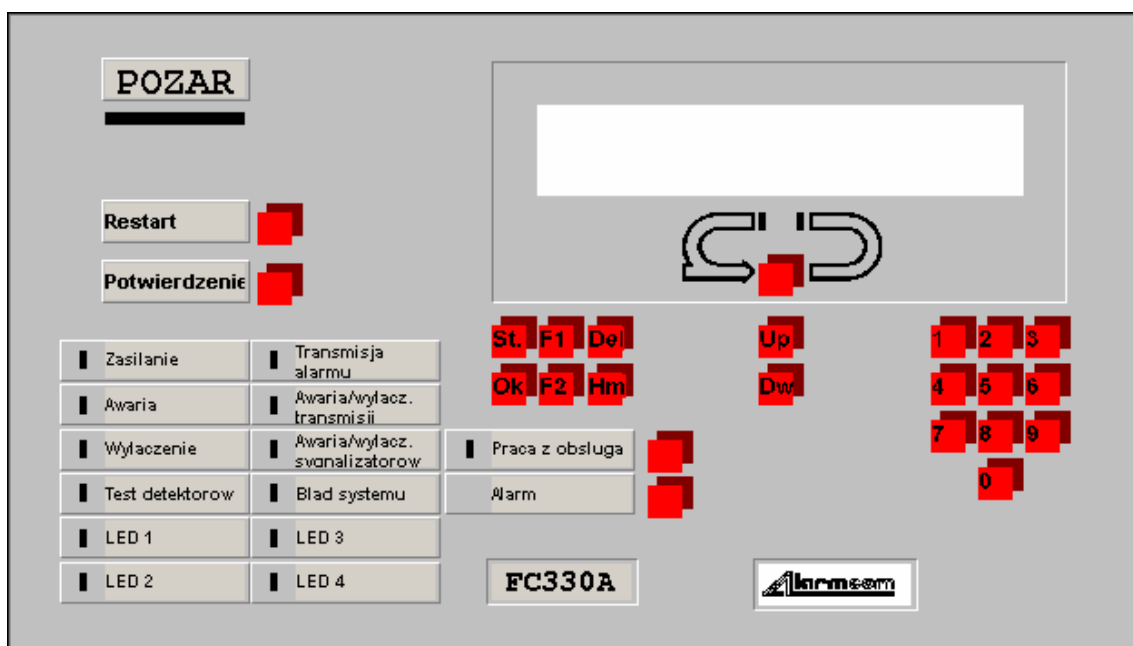 POZAR
Restart
Potwierdzenie
St. F1 Del
Ok F2 Hm
Up
Dw
1 2 3
4 5 6
7 8 9
0
Zasilanie
Transmisja
alarmu
Awaria
Awaria/wylacz.
transmisii
Wylaczenie
Awaria/wylacz.
sygnalizatorow
Praca z obsluga
Test detektorow
Blad systemu
Alarm
LED 1
LED 3
LED 2
LED 4
FC330A
Alarmcom